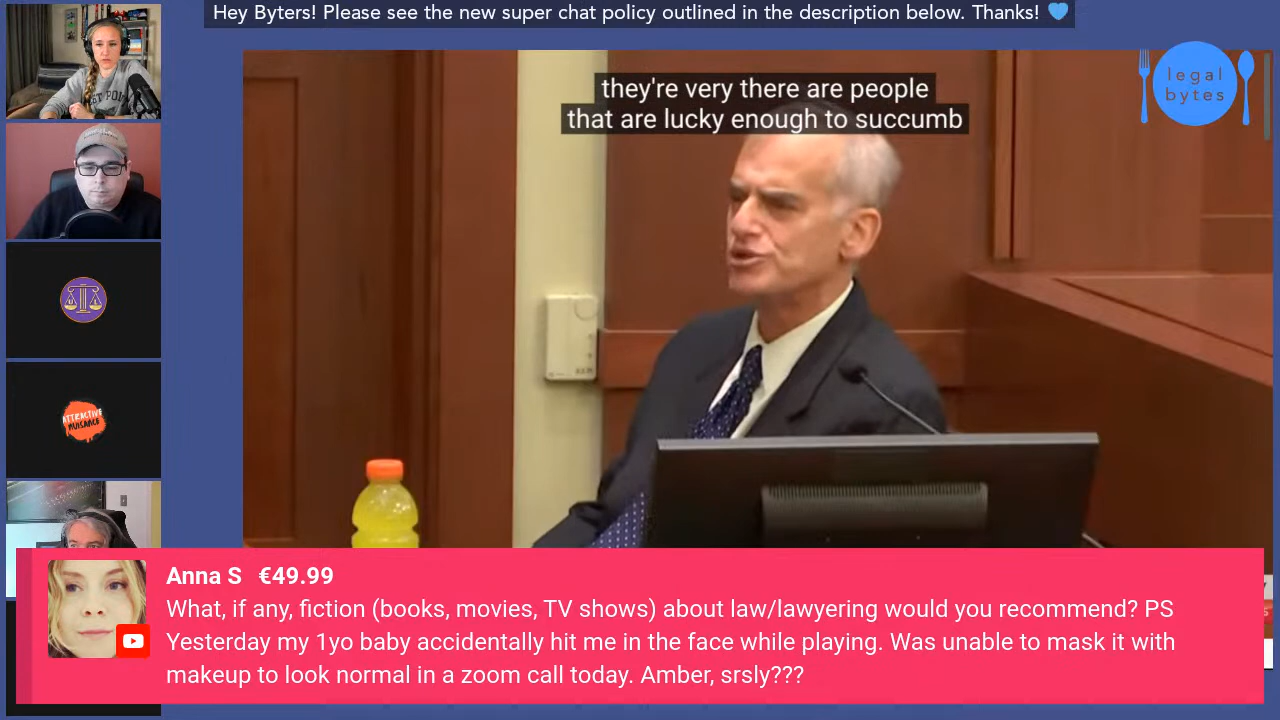 Hey Byters! Please see the new super chat policy outlined in the description below. Thanks! 💙
legal
bytes
they're very there are people
that are lucky enough to succumb
ATTRACTIVE
NUISANCE
Anna S €49.99
What, if any, fiction (books, movies, TV shows) about law/lawyering would you recommend? PS
Yesterday my 1yo baby accidentally hit me in the face while playing. Was unable to mask it with
makeup to look normal in a zoom call today. Amber, srsly???